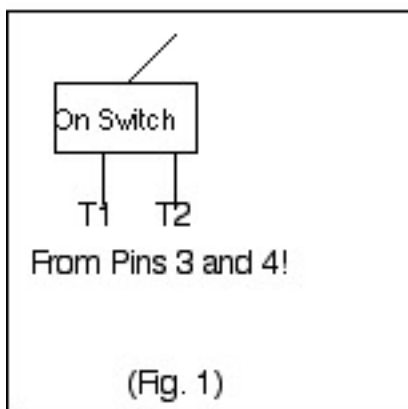 On Switch
T1 T2
From Pins 3 and 4!
(Fig. 1)